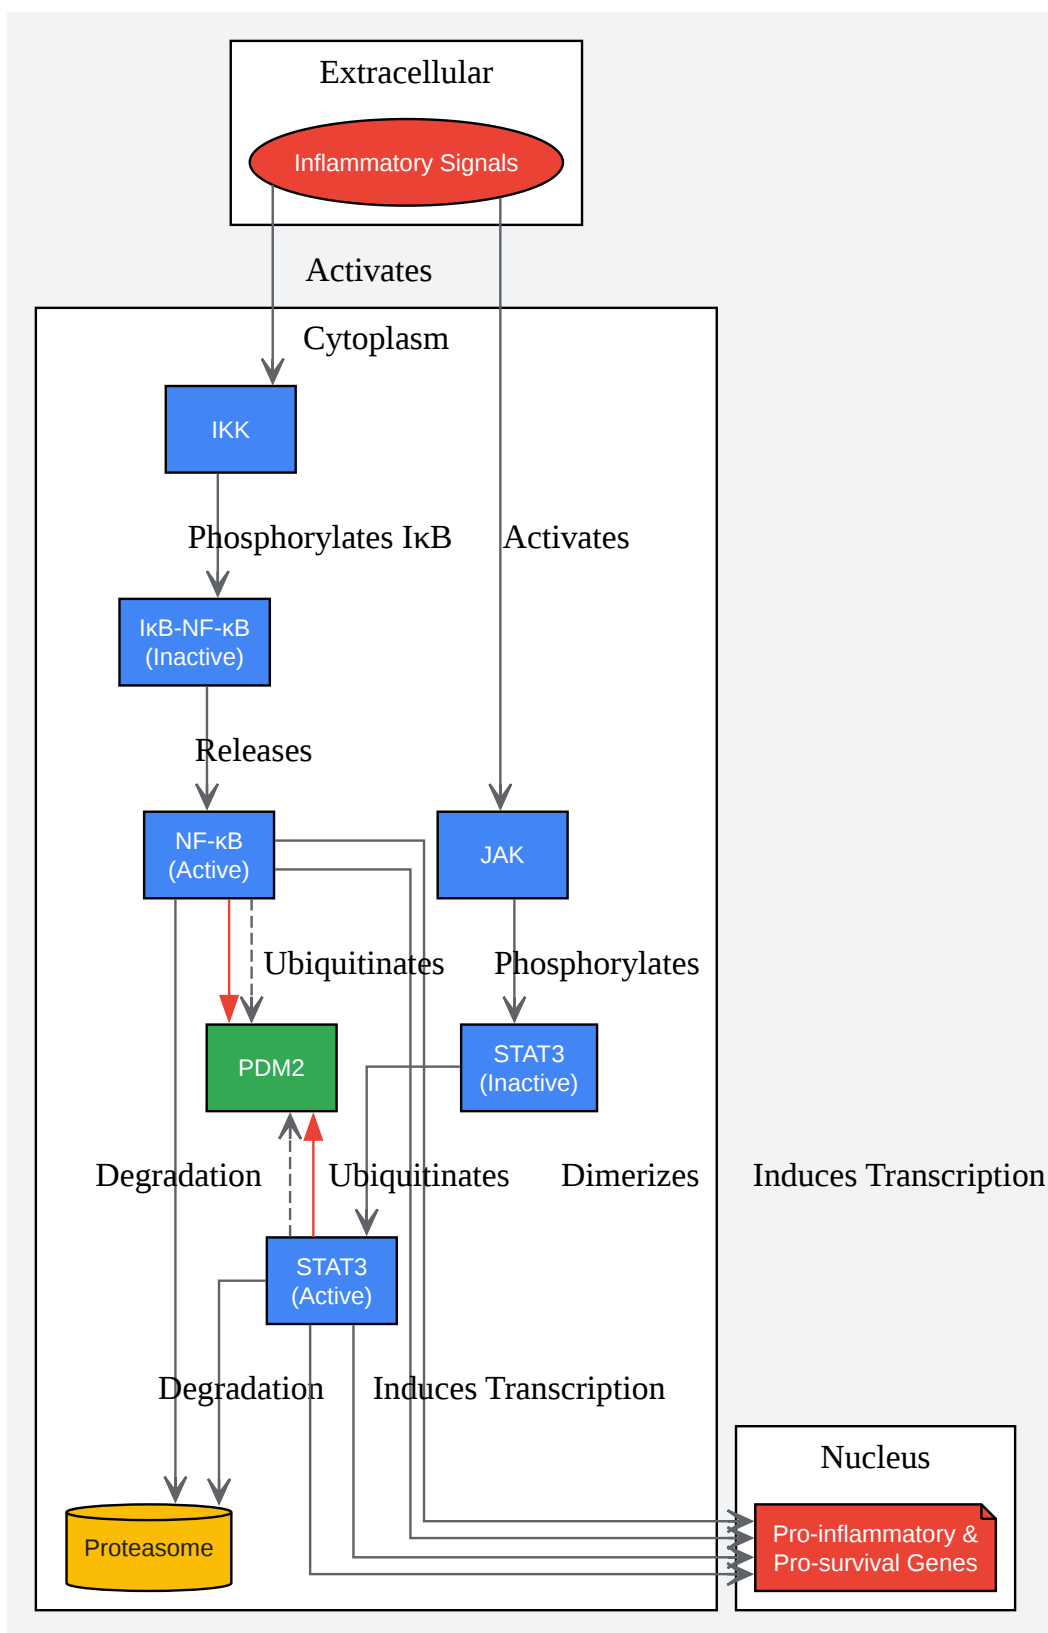 Extracellular
Inflammatory Signals
Activates
Cytoplasm
IKK
Phosphorylates IκB
Activates
IκB-NF-κB
(Inactive)
Releases
NF-κB
(Active)
JAK
Ubiquitinates
Phosphorylates
PDM2
STAT3
(Inactive)
Degradation
Ubiquitinates
Dimerizes
Induces Transcription
STAT3
(Active)
Degradation
Induces Transcription
Nucleus
Proteasome
Pro-inflammatory &
Pro-survival Genes